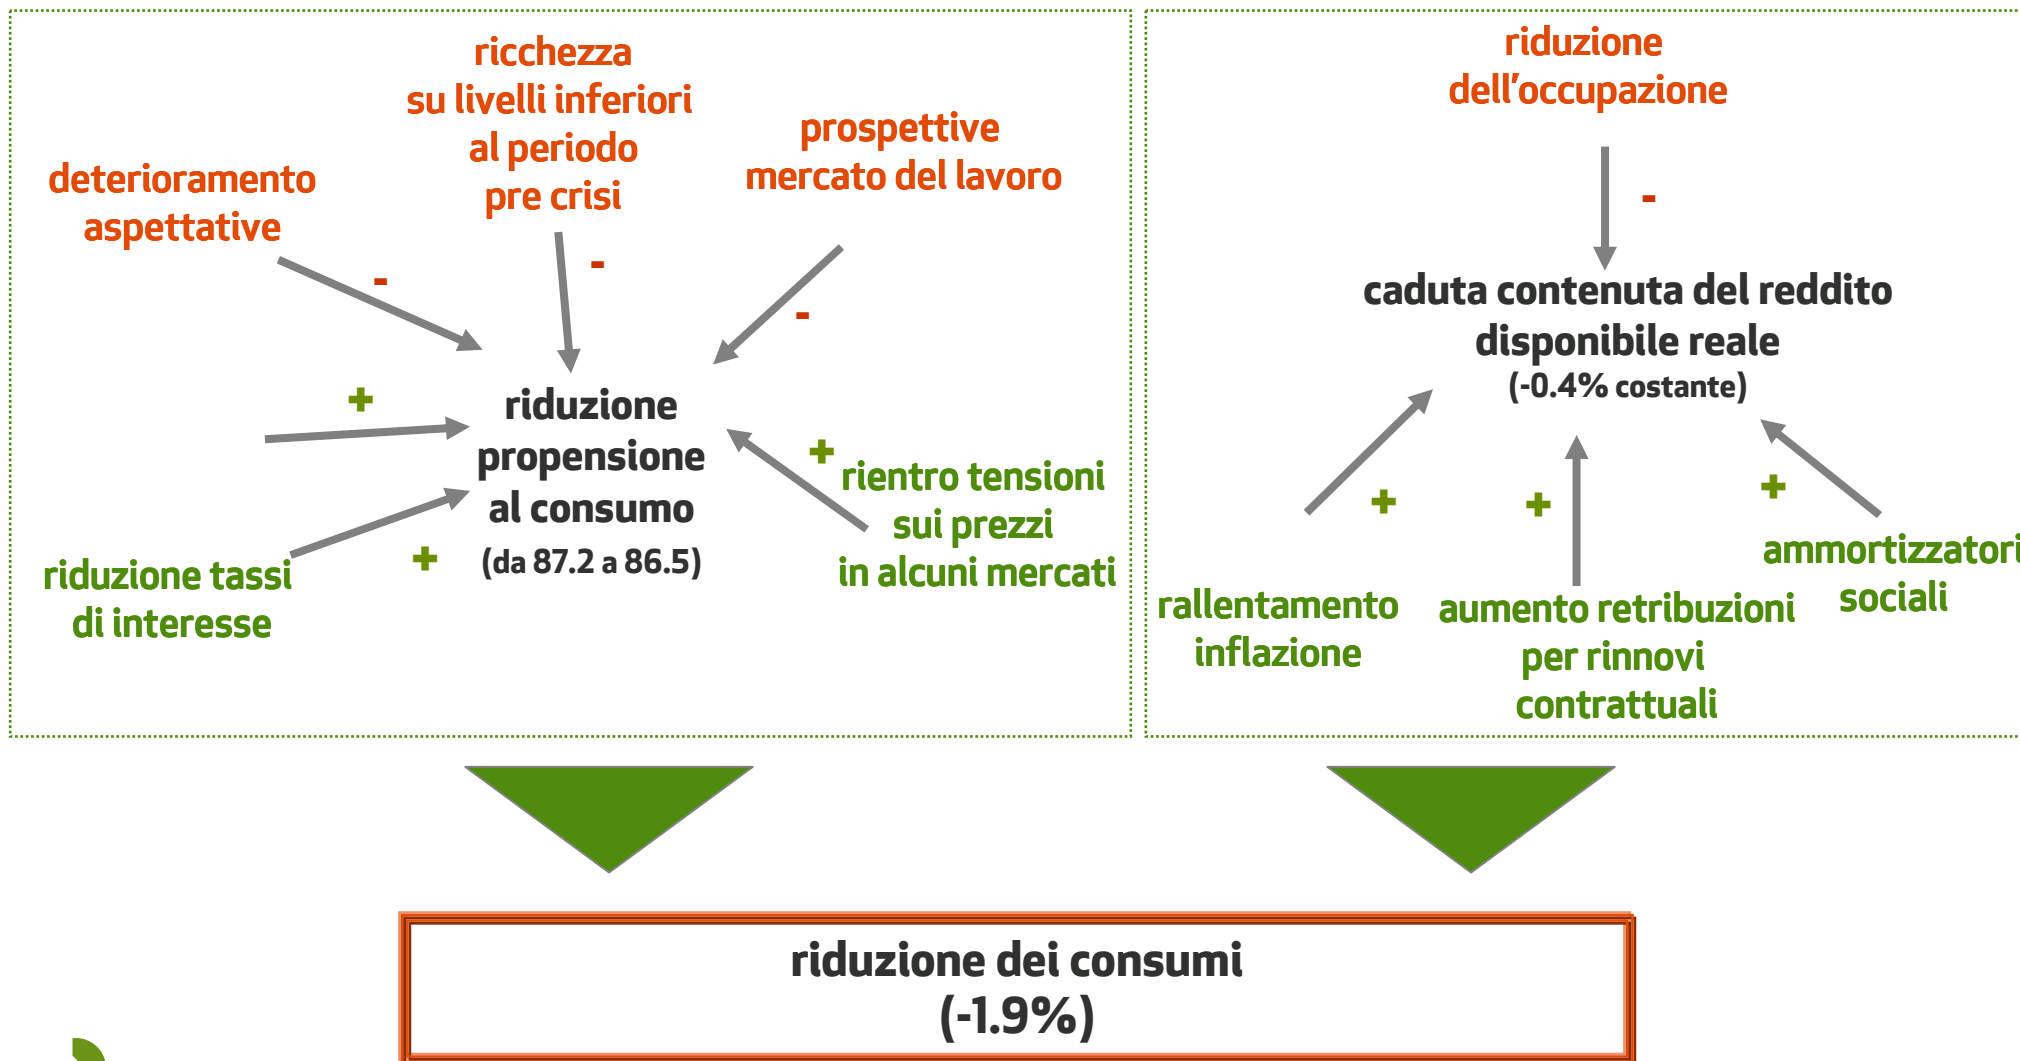 ricchezza
su livelli inferiori
al periodo
pre crisi
prospettive
mercato del lavoro
deterioramento
aspettative
-
-
-
+
riduzione
propensione
al consumo
(da 87.2 a 86.5)
+
rientro tensioni
sui prezzi
in alcuni mercati
+
riduzione tassi
di interesse
riduzione
dell'occupazione
-
caduta contenuta del reddito
disponibile reale
(-0.4% costante)
+
+
+
rallentamento
inflazione
aumento retribuzioni
per rinnovi
contrattuali
ammortizzatori
sociali
riduzione dei consumi
(-1.9%)